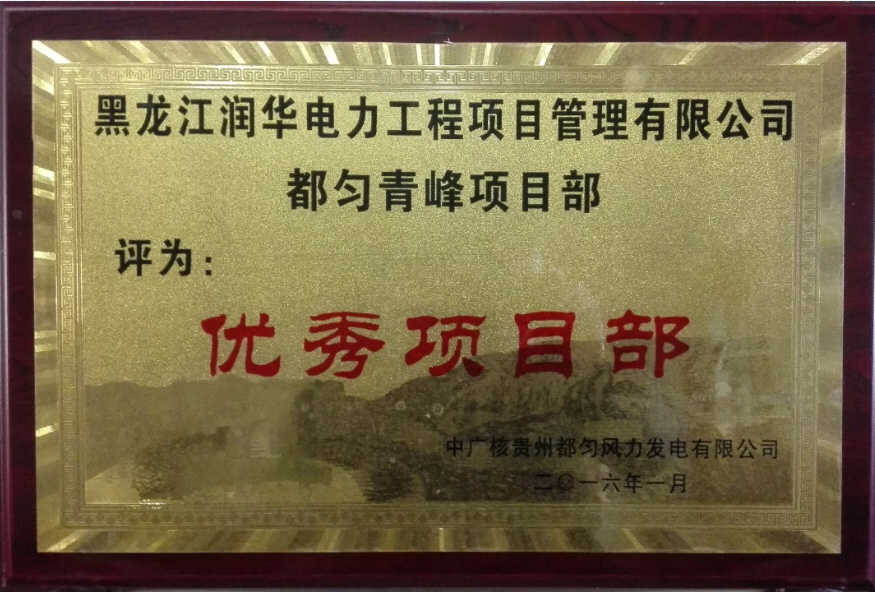 黑龙江润华电力工程项目管理有限公司
都匀青峰项目部
评为：
优秀项目部
中广核贵州都匀风力发电有限公司
二〇一六年一月